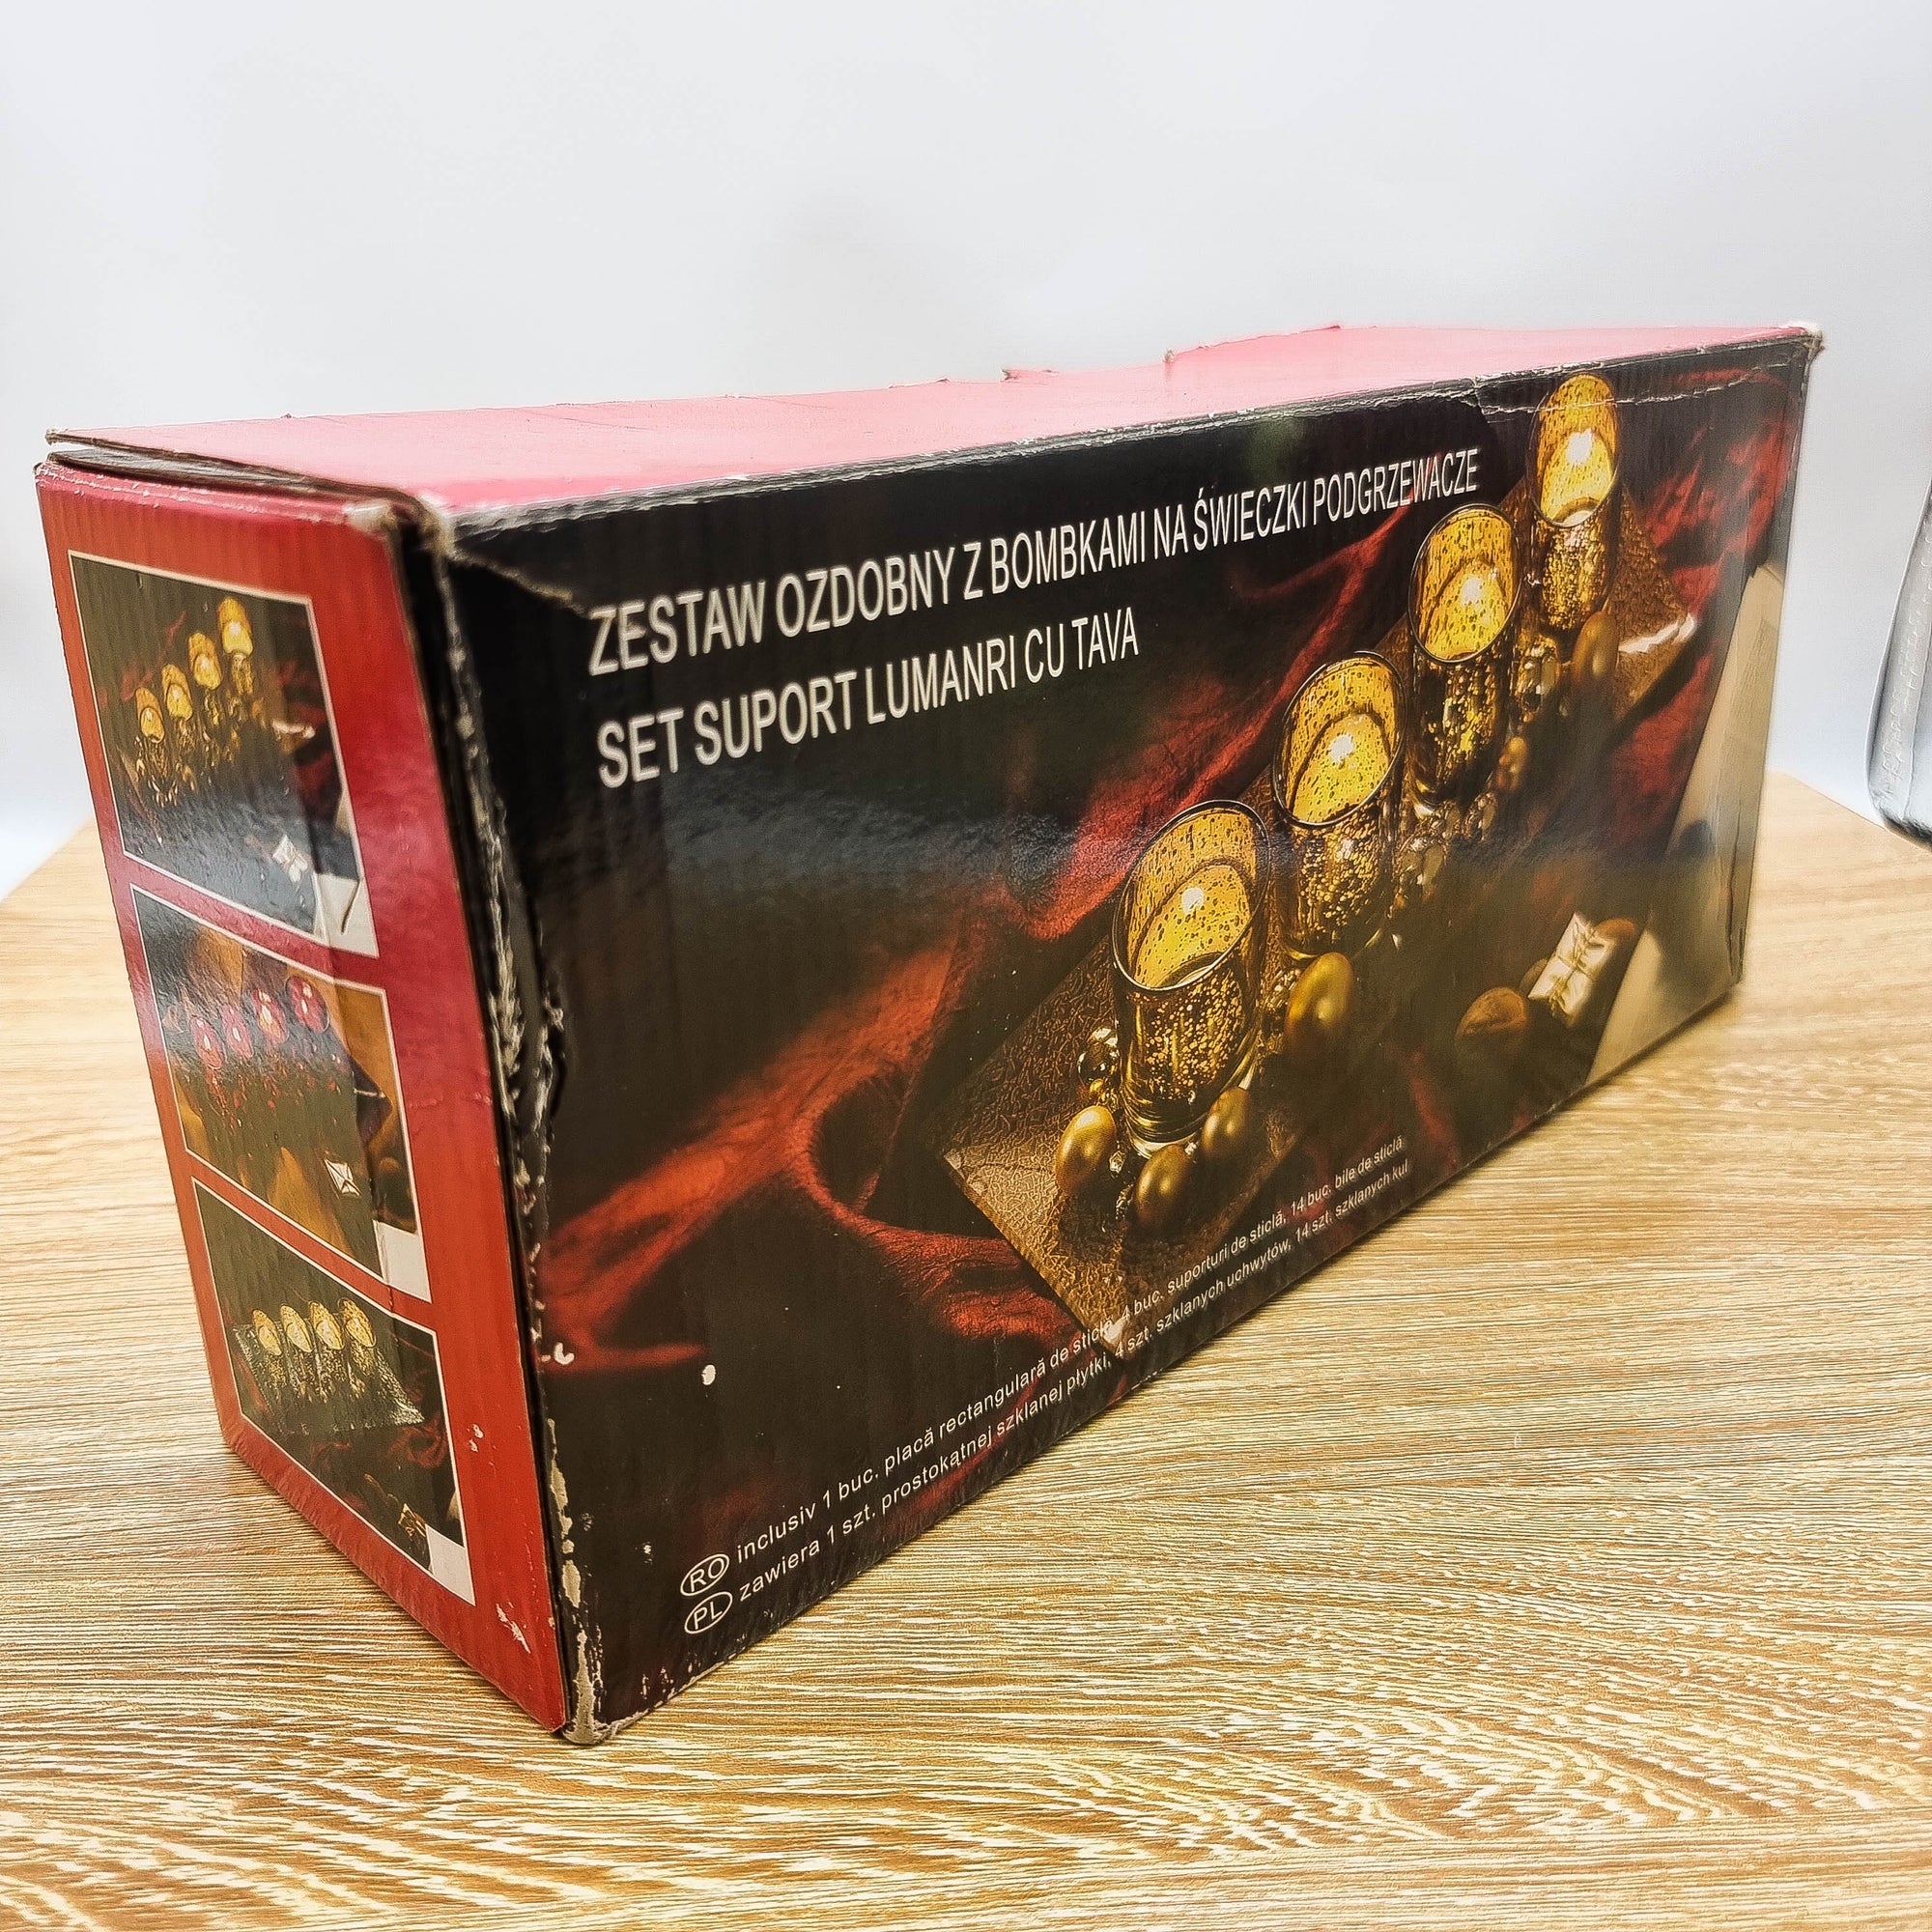 ZESTAW OZDOBNY Z BOMBKAMI NA ŚWIECZKI PODGRZEWACZE
SET SUPORT LUMANRI CU TAVA
RO inclusiv 1 buc. placă rectangulară de sticlă, 4 buc. suporturi de sticlă, 14 buc. bile de sticlă
PL zawiera 1 szt. prostokątnej szklanej płytki, 4 szt. szklanych uchwytów, 14 szt. szklanych kul